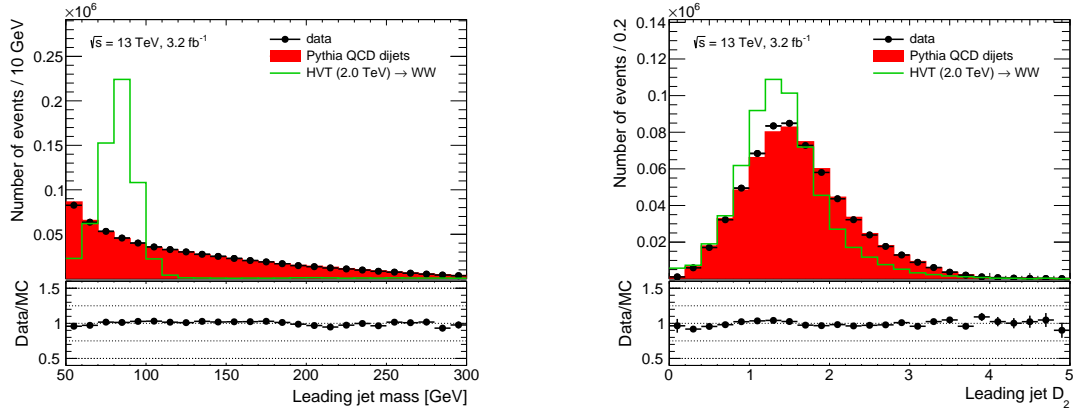 ×10⁶
Number of events / 10 GeV
0.25
0.2
0.15
0.1
0.05
√s = 13 TeV, 3.2 fb⁻¹
data
Pythia QCD dijets
HVT (2.0 TeV) → WW
Data/MC
1.5
1
0.5
50 100 150 200 250 300
Leading jet mass [GeV]
×10⁶
Number of events / 0.2
0.14
0.12
0.1
0.08
0.06
0.04
0.02
0
√s = 13 TeV, 3.2 fb⁻¹
data
Pythia QCD dijets
HVT (2.0 TeV) → WW
Data/MC
1.5
1
0.5
0 1 2 3 4 5
Leading jet D₂